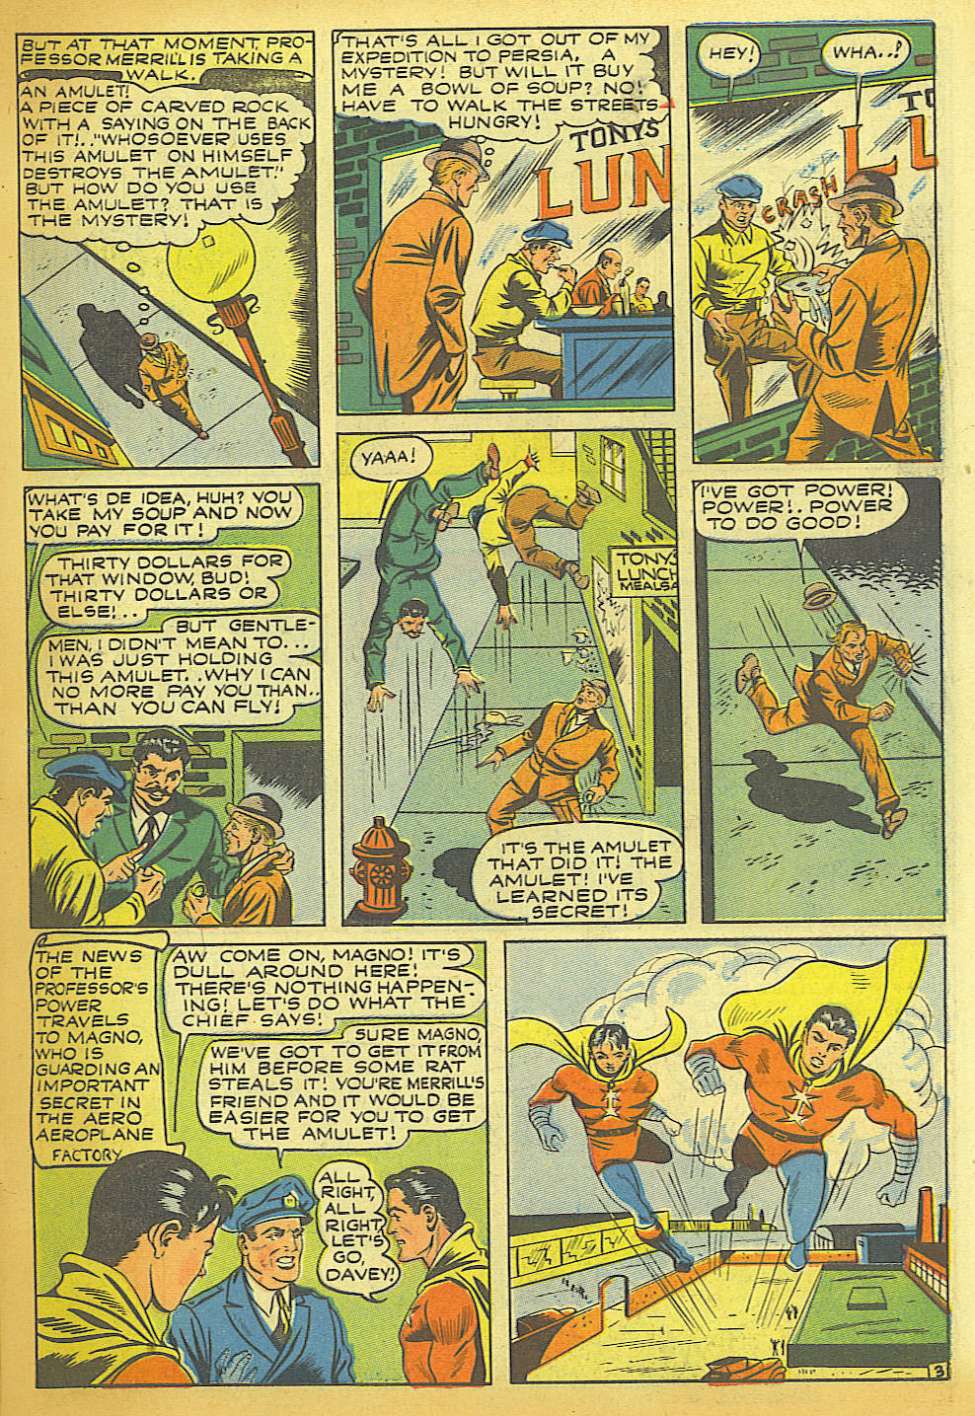 BUT AT THAT MOMENT, PRO-
FESSOR MERRILL IS TAKING A
WALK.
AN AMULET!
A PIECE OF CARVED ROCK
WITH A SAYING ON THE BACK
OF IT!.."WHOSOEVER USES
THIS AMULET ON HIMSELF
DESTROYS THE AMULET."
BUT HOW DO YOU USE
THE AMULET? THAT IS
THE MYSTERY!
THAT'S ALL I GOT OUT OF MY
EXPEDITION TO PERSIA, A
MYSTERY! BUT WILL IT BUY
ME A BOWL OF SOUP? NO!
HAVE TO WALK THE STREETS
HUNGRY!
TONYS
LUN
HEY!
WHA...!
CRASH
LU
WHAT'S DE IDEA, HUH? YOU
TAKE MY SOUP AND NOW
YOU PAY FOR IT!
THIRTY DOLLARS FOR
THAT WINDOW, BUD!
THIRTY DOLLARS OR
ELSE!...
BUT GENTLE-
MEN, I DIDN'T MEAN TO...
I WAS JUST HOLDING
THIS AMULET...WHY I CAN
NO MORE PAY YOU THAN..
THAN YOU CAN FLY!
YAAA!
TONYS
LUNCH
MEALS
IT'S THE AMULET
THAT DID IT! THE
AMULET! I'VE
LEARNED ITS
SECRET!
I'VE GOT POWER!
POWER!.. POWER
TO DO GOOD!
THE NEWS
OF THE
PROFESSOR'S
POWER
TRAVELS
TO MAGNO,
WHO IS
GUARDING AN
IMPORTANT
SECRET IN
THE AERO
AEROPLANE
FACTORY.
AW COME ON, MAGNO! IT'S
DULL AROUND HERE!
THERE'S NOTHING HAPPEN-
ING! LET'S DO WHAT THE
CHIEF SAYS!
SURE MAGNO,
WE'VE GOT TO GET IT FROM
HIM BEFORE SOME RAT
STEALS IT! YOU'RE MERRILL'S
FRIEND AND IT WOULD BE
EASIER FOR YOU TO GET
THE AMULET!
ALL
RIGHT,
ALL
RIGHT,
LET'S
GO,
DAVEY!
3